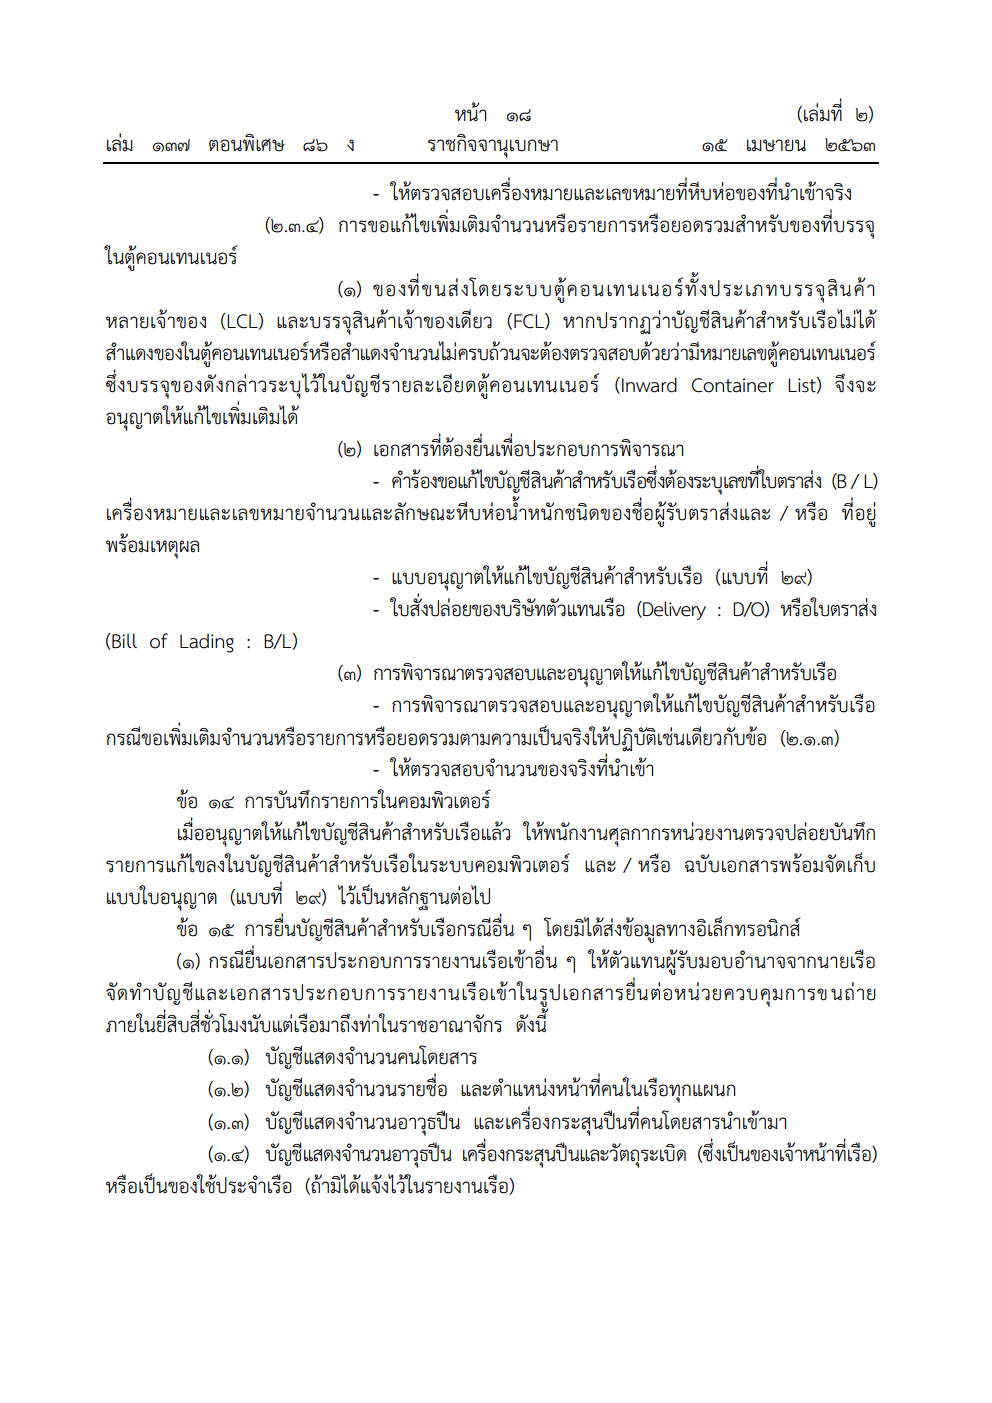 หน้า ๑๘ (เล่มที่ ๒)
เล่ม ๑๓๗ ตอนพิเศษ ๘๖ ง ราชกิจจานุเบกษา ๑๕ เมษายน ๒๕๖๓
- ให้ตรวจสอบเครื่องหมายและเลขหมายที่หีบห่อของที่นำเข้าจริง
(๒.๓.๔) การขอแก้ไขเพิ่มเติมจำนวนหรือรายการหรือยอดรวมสำหรับของที่บรรจุ
ในตู้คอนเทนเนอร์
(๑) ของที่ขนส่งโดยระบบตู้คอนเทนเนอร์ทั้งประเภทบรรจุสินค้า
หลายเจ้าของ (LCL) และบรรจุสินค้าเจ้าของเดียว (FCL) หากปรากฏว่าบัญชีสินค้าสำหรับเรือไม่ได้
สำแดงของในตู้คอนเทนเนอร์หรือสำแดงจำนวนไม่ครบถ้วนจะต้องตรวจสอบด้วยว่ามีหมายเลขตู้คอนเทนเนอร์
ซึ่งบรรจุของดังกล่าวระบุไว้ในบัญชีรายละเอียดตู้คอนเทนเนอร์ (Inward Container List) จึงจะ
อนุญาตให้แก้ไขเพิ่มเติมได้
(๒) เอกสารที่ต้องยื่นเพื่อประกอบการพิจารณา
- คำร้องขอแก้ไขบัญชีสินค้าสำหรับเรือซึ่งต้องระบุเลขที่ใบตราส่ง (B / L)
เครื่องหมายและเลขหมายจำนวนและลักษณะหีบห่อน้ำหนักชนิดของชื่อผู้รับตราส่งและ / หรือ ที่อยู่
พร้อมเหตุผล
- แบบอนุญาตให้แก้ไขบัญชีสินค้าสำหรับเรือ (แบบที่ ๒๙)
- ใบสั่งปล่อยของบริษัทตัวแทนเรือ (Delivery : D/O) หรือใบตราส่ง
(Bill of Lading : B/L)
(๓) การพิจารณาตรวจสอบและอนุญาตให้แก้ไขบัญชีสินค้าสำหรับเรือ
- การพิจารณาตรวจสอบและอนุญาตให้แก้ไขบัญชีสินค้าสำหรับเรือ
กรณีขอเพิ่มเติมจำนวนหรือรายการหรือยอดรวมตามความเป็นจริงให้ปฏิบัติเช่นเดียวกับข้อ (๒.๑.๓)
- ให้ตรวจสอบจำนวนของจริงที่นำเข้า
ข้อ ๑๔ การบันทึกรายการในคอมพิวเตอร์
เมื่ออนุญาตให้แก้ไขบัญชีสินค้าสำหรับเรือแล้ว ให้พนักงานศุลกากรหน่วยงานตรวจปล่อยบันทึก
รายการแก้ไขลงในบัญชีสินค้าสำหรับเรือในระบบคอมพิวเตอร์ และ / หรือ ฉบับเอกสารพร้อมจัดเก็บ
แบบใบอนุญาต (แบบที่ ๒๙) ไว้เป็นหลักฐานต่อไป
ข้อ ๑๕ การยื่นบัญชีสินค้าสำหรับเรือกรณีอื่น ๆ โดยมิได้ส่งข้อมูลทางอิเล็กทรอนิกส์
(๑) กรณียื่นเอกสารประกอบการรายงานเรือเข้าอื่น ๆ ให้ตัวแทนผู้รับมอบอำนาจจากนายเรือ
จัดทำบัญชีและเอกสารประกอบการรายงานเรือเข้าในรูปเอกสารยื่นต่อหน่วยควบคุมการขนถ่าย
ภายในยี่สิบสี่ชั่วโมงนับแต่เรือมาถึงท่าในราชอาณาจักร ดังนี้
(๑.๑) บัญชีแสดงจำนวนคนโดยสาร
(๑.๒) บัญชีแสดงจำนวนรายชื่อ และตำแหน่งหน้าที่คนในเรือทุกแผนก
(๑.๓) บัญชีแสดงจำนวนอาวุธปืน และเครื่องกระสุนปืนที่คนโดยสารนำเข้ามา
(๑.๔) บัญชีแสดงจำนวนอาวุธปืน เครื่องกระสุนปืนและวัตถุระเบิด (ซึ่งเป็นของเจ้าหน้าที่เรือ)
หรือเป็นของใช้ประจำเรือ (ถ้ามิได้แจ้งไว้ในรายงานเรือ)